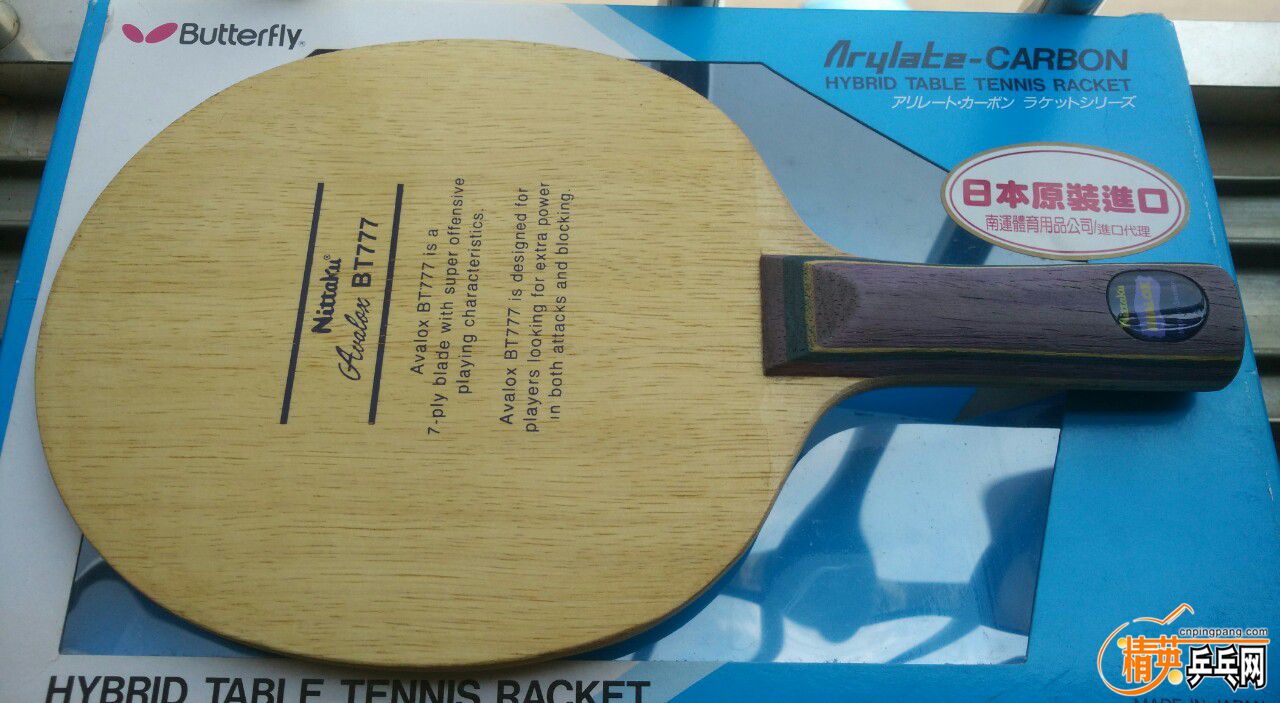 Butterfly
Arylate-CARBON
HYBRID TABLE TENNIS RACKET
アリレート・カーボン ラケットシリーズ
日本原裝進口
南運體育用品公司/進口代理
Nittaku
Avalox BT777
Avalox BT777 is a
7-ply blade with super offensive
playing characteristics.
Avalox BT777 is designed for
players looking for extra power
in both attacks and blocking.
HYBRID TABLE TENNIS RACKET
MADE IN JAPAN
cnpingpang.com
精英乒乓网